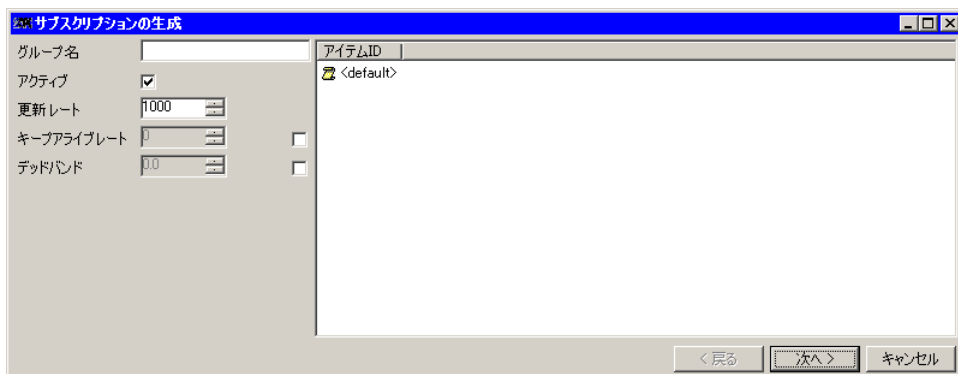 サブスクリプションの生成
グループ名
アクティブ
更新レート 1000
キープアライブレート 0
デッドバンド 0.0
アイテムID
<default>
< 戻る 次へ > キャンセル